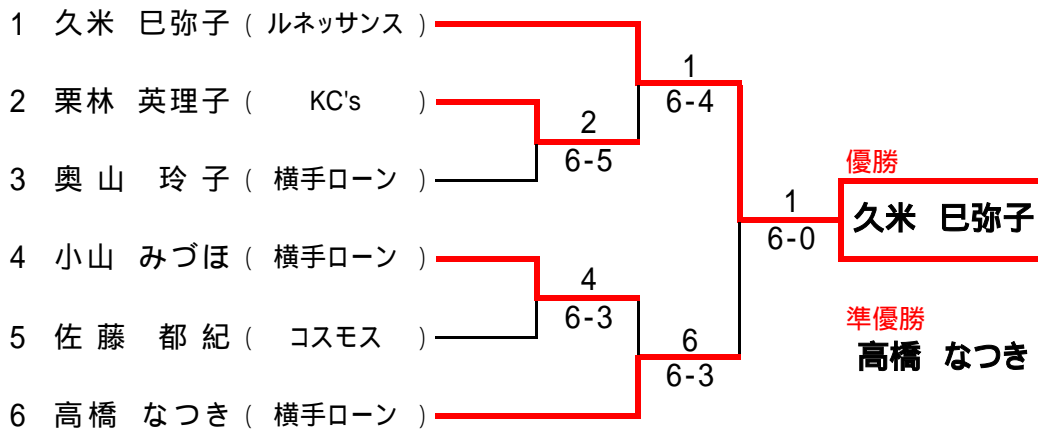 1 久米 巳弥子 ( ルネッサンス )
1
6-4
2 栗林 英理子 ( KC's )
2
6-5
3 奥山 玲子 ( 横手ローン )
優勝
久米 巳弥子
1
6-0
4 小山 みづほ ( 横手ローン )
4
6-3
5 佐藤 都紀 ( コスモス )
6
6-3
準優勝
高橋 なつき
6 高橋 なつき ( 横手ローン )